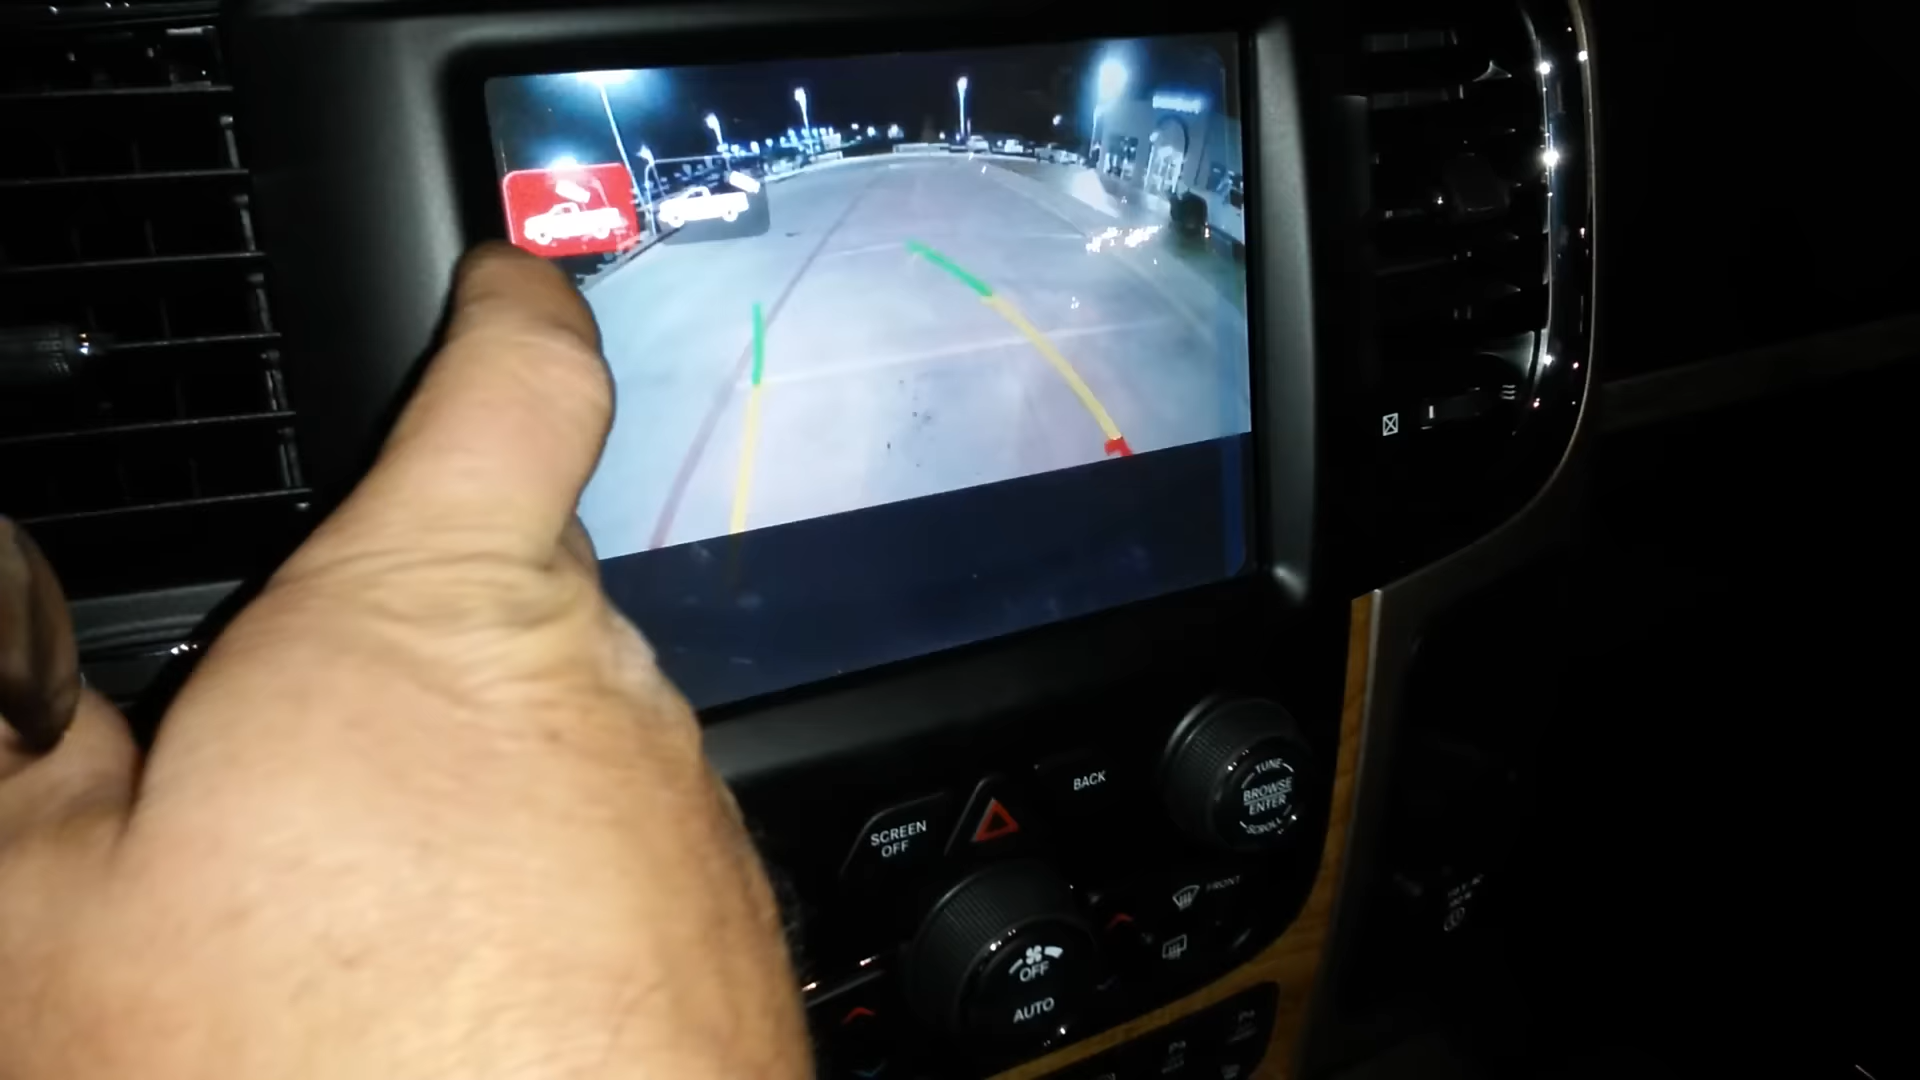 BACK
SCREEN
OFF
TUNE
BROWSE
ENTER
SCROLL
FRONT
OFF
AUTO